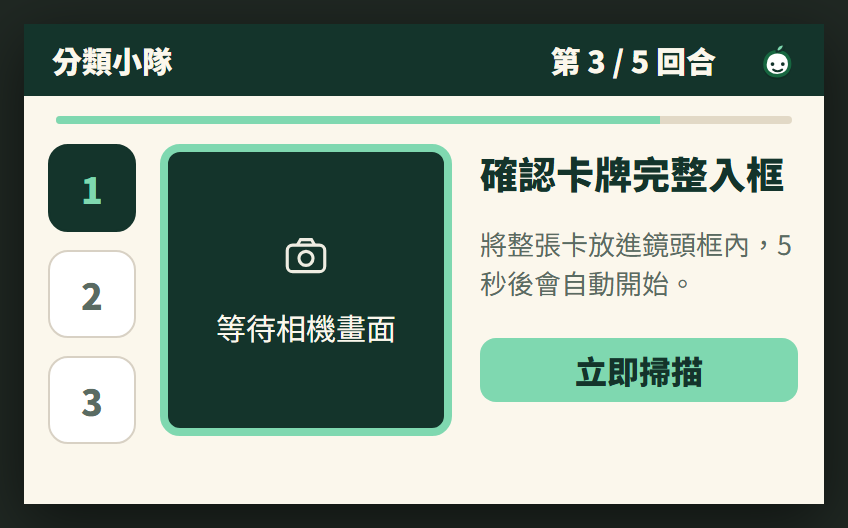 分類小隊
第 3 / 5 回合
1
2
3
等待相機畫面
確認卡牌完整入框
將整張卡放進鏡頭框內，5
秒後會自動開始。
立即掃描